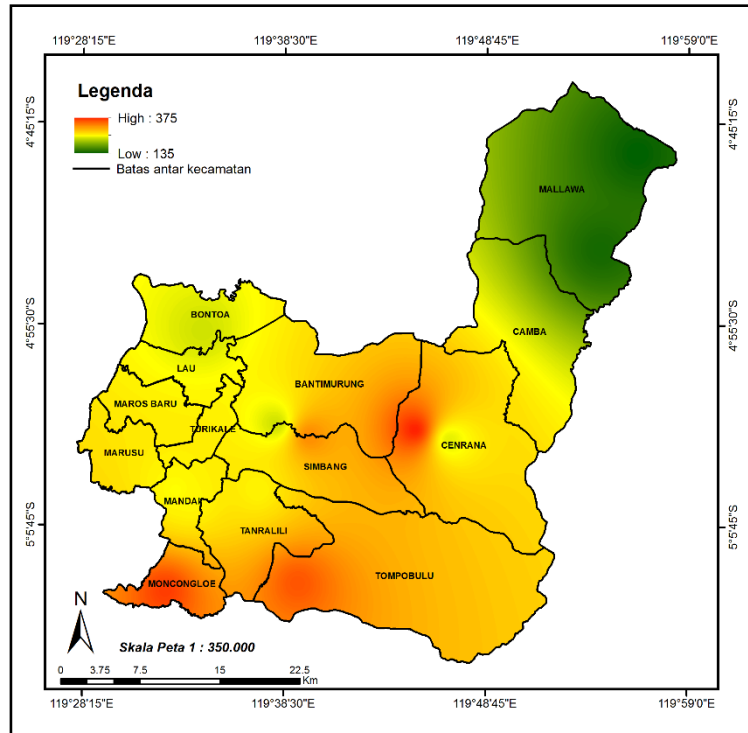 119°28'15"E 119°38'30"E 119°48'45"E 119°59'0"E
4°45'15"S 4°45'15"S
Legenda
High : 375
Low : 135
Batas antar kecamatan
MALLAWA
BONTOA
4°55'30"S 4°55'30"S
CAMBA
LAU
BANTIMURUNG
MAROS BARU
TURIKALE
CENRANA
MARUSU
SIMBANG
MANDAI
5°5'45"S 5°5'45"S
TANRALILI
MONCONGLOE
TOMPOBULU
N
Skala Peta 1 : 350.000
0 3.75 7.5 15 22.5
Km
119°28'15"E 119°38'30"E 119°48'45"E 119°59'0"E